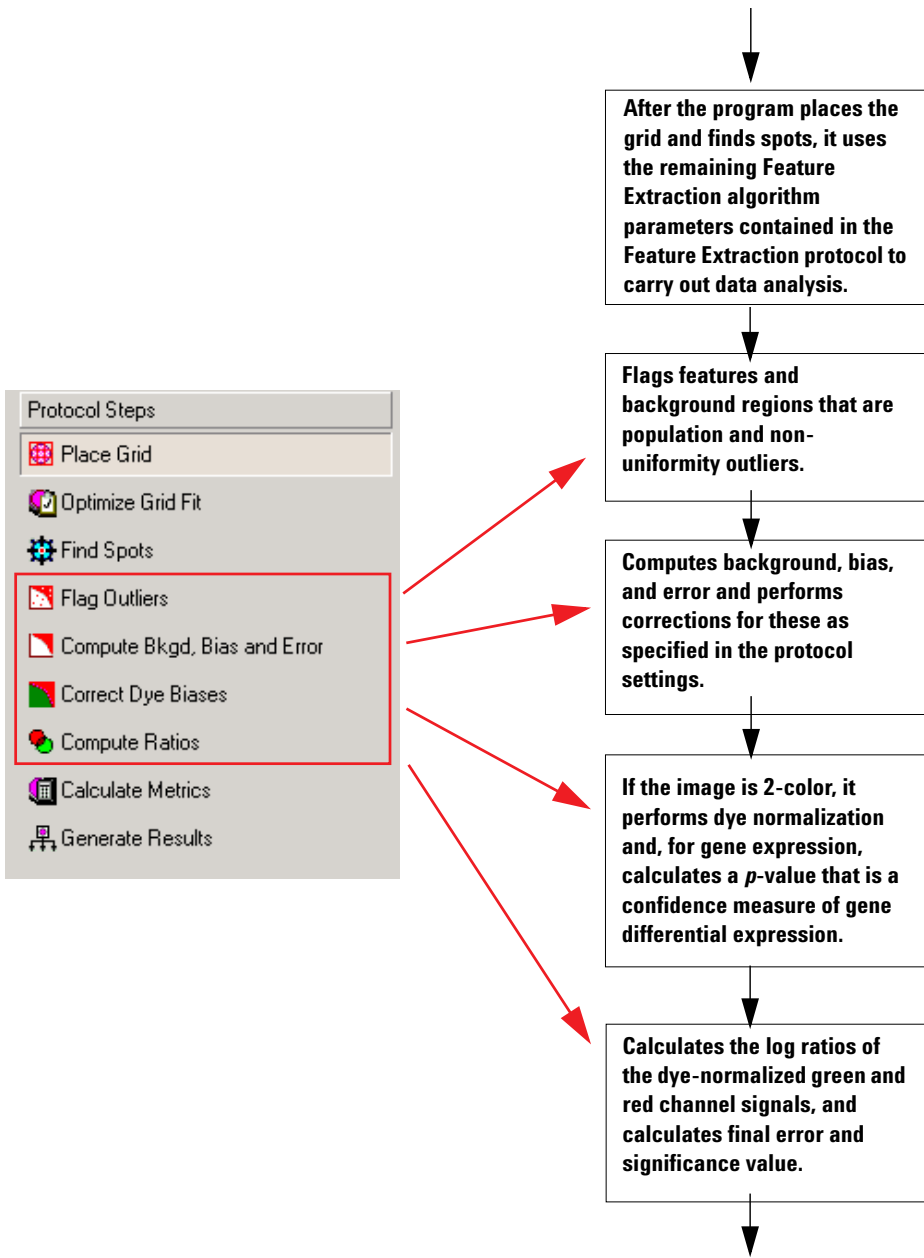 After the program places the
grid and finds spots, it uses
the remaining Feature
Extraction algorithm
parameters contained in the
Feature Extraction protocol to
carry out data analysis.
Flags features and
background regions that are
population and non-
uniformity outliers.
Computes background, bias,
and error and performs
corrections for these as
specified in the protocol
settings.
If the image is 2-color, it
performs dye normalization
and, for gene expression,
calculates a p-value that is a
confidence measure of gene
differential expression.
Calculates the log ratios of
the dye-normalized green and
red channel signals, and
calculates final error and
significance value.
Protocol Steps
Place Grid
Optimize Grid Fit
Find Spots
Flag Outliers
Compute Bkgd, Bias and Error
Correct Dye Biases
Compute Ratios
Calculate Metrics
Generate Results